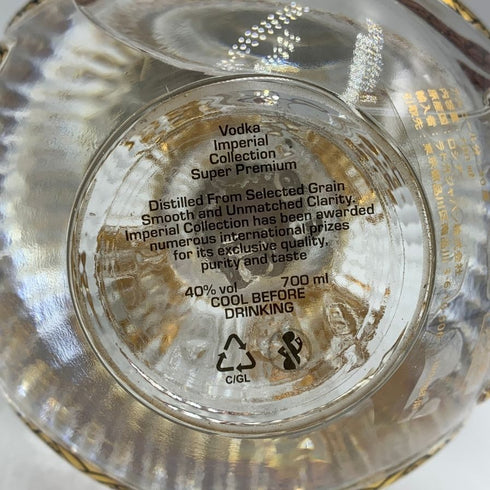 Vodka
Imperial
Collection
Super Premium
Distilled From Selected Grain
Smooth and Unmatched Clarity.
Imperial Collection has been awarded
numerous international prizes
for its exclusive quality,
purity and taste
40% vol 700 ml
COOL BEFORE
DRINKING
C/GL